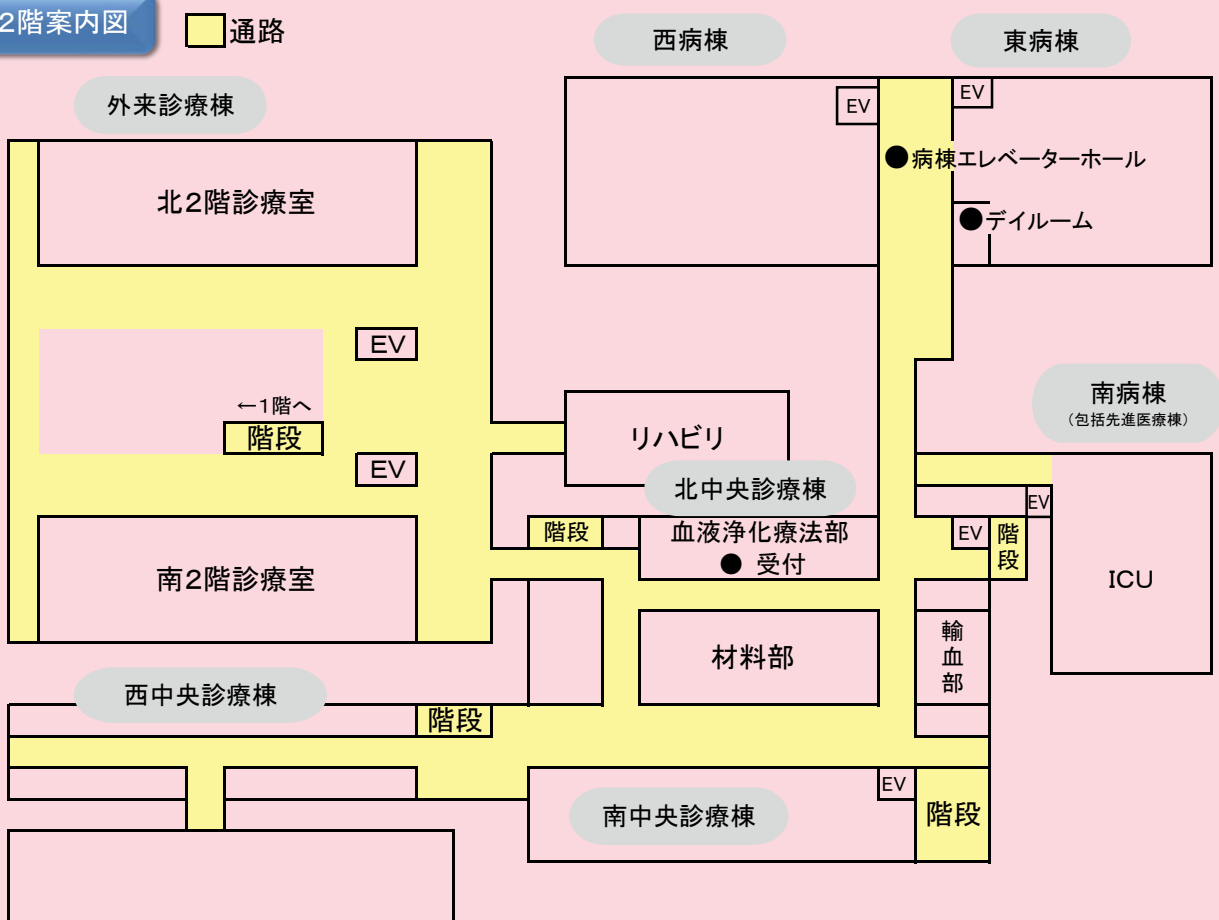 2階案内図
通路
西病棟
東病棟
外来診療棟
EV
EV
●病棟エレベーターホール
北2階診療室
●デイルーム
EV
←1階へ
階段
EV
リハビリ
南病棟
(包括先進医療棟)
北中央診療棟
EV
階段
血液浄化療法部
● 受付
EV
階段
南2階診療室
ICU
材料部
輸血部
西中央診療棟
階段
EV
南中央診療棟
階段